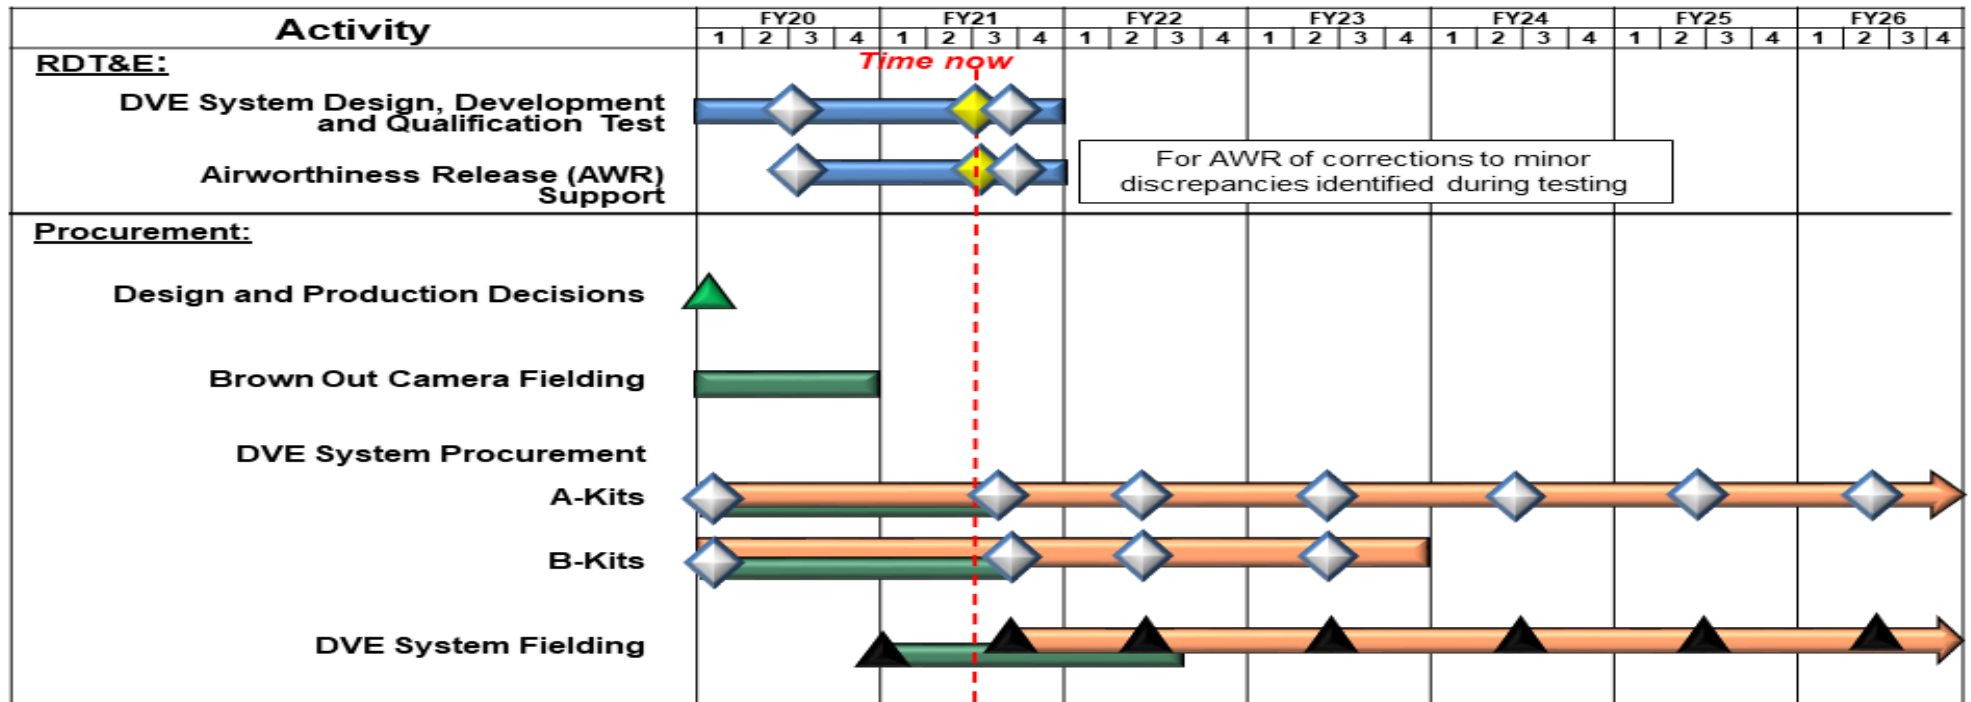 Activity
FY20 FY21 FY22 FY23 FY24 FY25 FY26
1 2 3 4 1 2 3 4 1 2 3 4 1 2 3 4 1 2 3 4 1 2 3 4 1 2 3 4
RDT&E:
Time now
DVE System Design, Development
and Qualification Test
Airworthiness Release (AWR)
Support
For AWR of corrections to minor
discrepancies identified during testing
Procurement:
Design and Production Decisions
Brown Out Camera Fielding
DVE System Procurement
A-Kits
B-Kits
DVE System Fielding